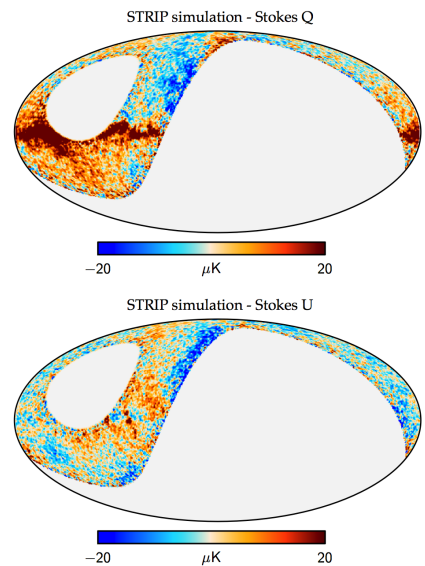 STRIP simulation - Stokes Q
−20 μK 20
STRIP simulation - Stokes U
−20 μK 20